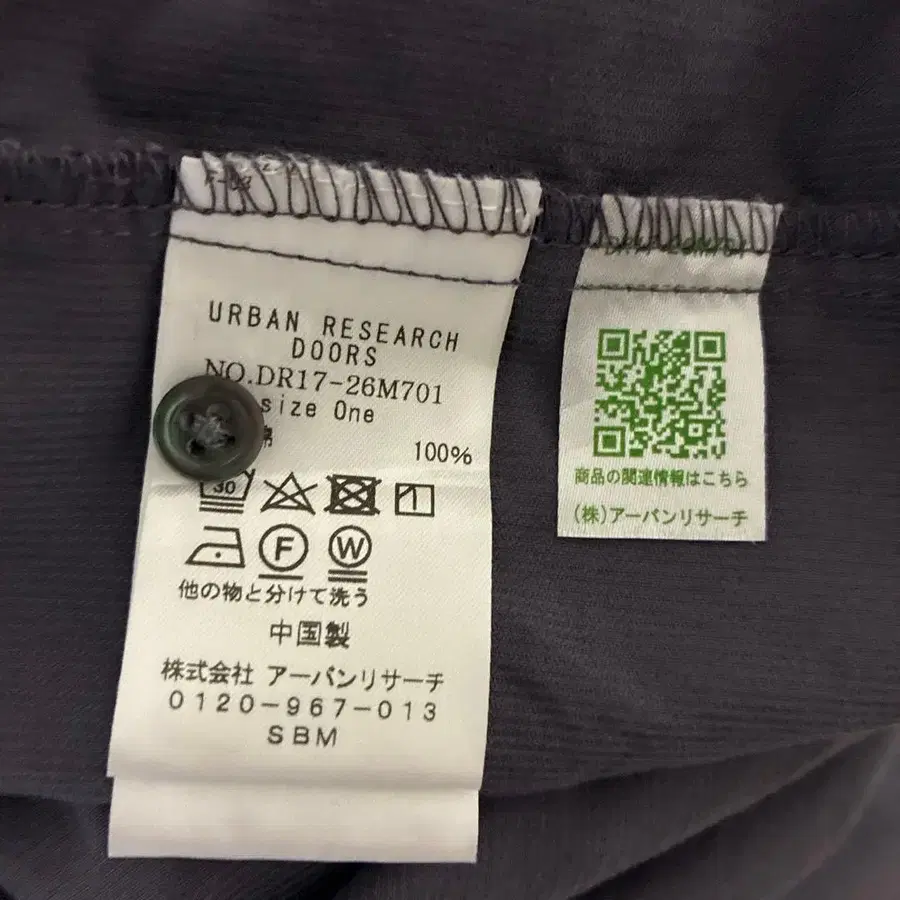 F-03
URBAN RESEARCH
DOORS
NO.DR17-26M701
size One
綿 100%
30
F W
他の物と分けて洗う
中国製
株式会社 アーバンリサーチ
0120-967-013
SBM
商品の関連情報はこちら
(株)アーバンリサーチ